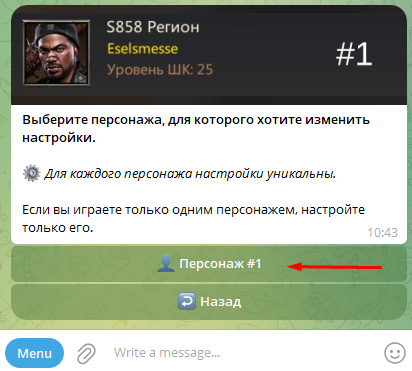 S858 Регион
Eselsmesse
Уровень ШК: 25
#1
Выберите персонажа, для которого хотите изменить
настройки.
⚙️ Для каждого персонажа настройки уникальны.
Если вы играете только одним персонажем, настройте
только его.
10:43
👤 Персонаж #1
↩️ Назад
Menu
Write a message...